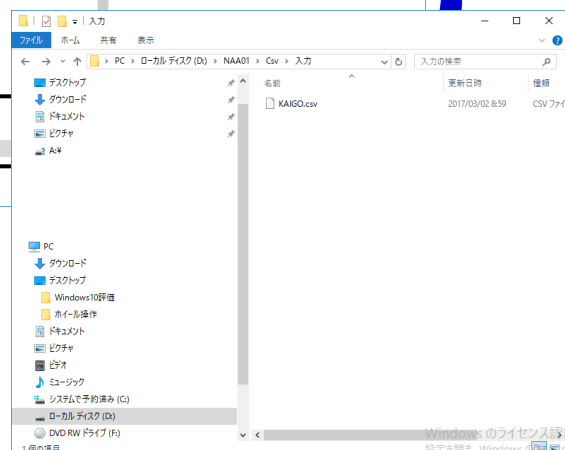 入力
ファイル ホーム 共有 表示
PC › ローカル ディスク (D:) › NAA01 › Csv › 入力 入力の検索
デスクトップ
ダウンロード
ドキュメント
ピクチャ
A:¥
PC
ダウンロード
デスクトップ
Windows10評価
ホイール操作
ドキュメント
ピクチャ
ビデオ
ミュージック
システムで予約済み (C:)
ローカル ディスク (D:)
DVD RW ドライブ (F:)
1 個の項目
名前 更新日時 種類
KAIGO.csv 2017/03/02 8:59 CSV ファイ
Windows のライセンス認
設定を開き、Windows